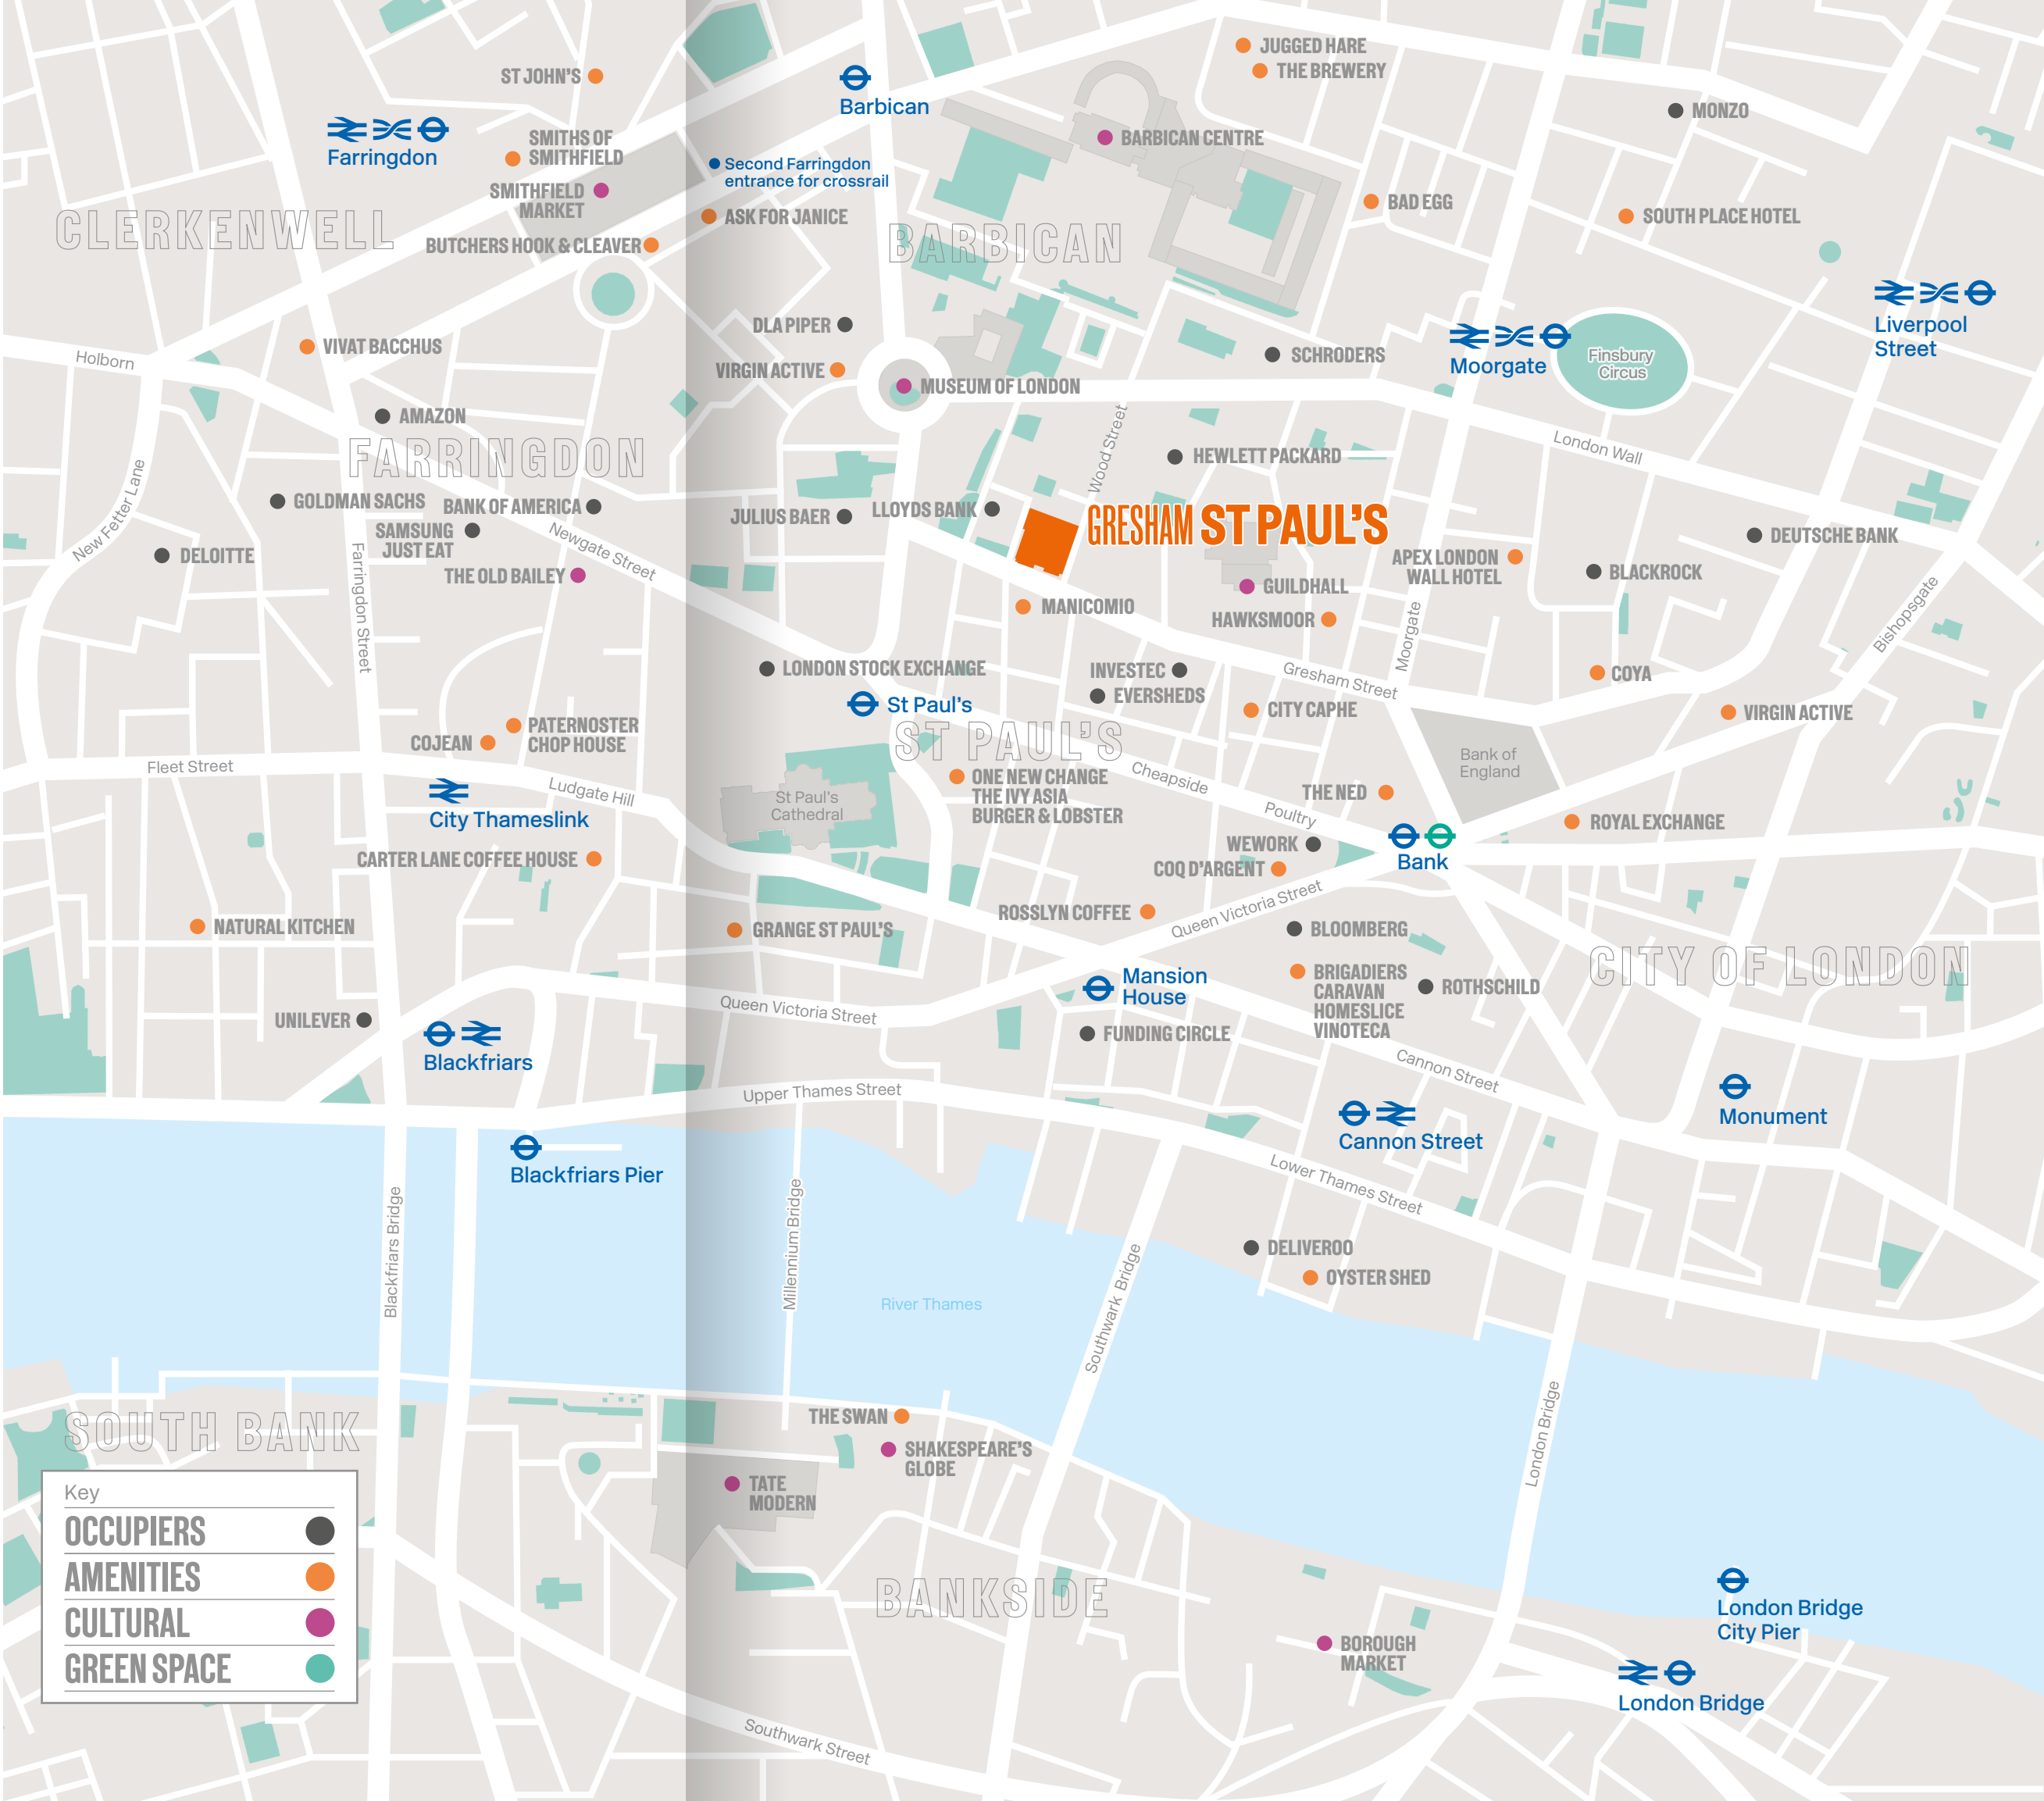 JUGGED HARE
THE BREWERY
ST JOHN'S
Barbican
MONZO
Farringdon
SMITHS OF
SMITHFIELD
BARBICAN CENTRE
Second Farringdon
entrance for crossrail
SMITHFIELD
MARKET
BAD EGG
ASK FOR JANICE
SOUTH PLACE HOTEL
CLERKENWELL
BUTCHERS HOOK & CLEAVER
BARBICAN
Liverpool
Street
DLA PIPER
VIVAT BACCHUS
Holborn
SCHRODERS
Moorgate
Finsbury
Circus
VIRGIN ACTIVE
MUSEUM OF LONDON
AMAZON
FARRINGDON
Wood Street
London Wall
HEWLETT PACKARD
New Fetter Lane
GOLDMAN SACHS
BANK OF AMERICA
JULIUS BAER
LLOYDS BANK
GRESHAM ST PAUL'S
SAMSUNG
JUST EAT
Newgate Street
DEUTSCHE BANK
DELOITTE
THE OLD BAILEY
APEX LONDON
WALL HOTEL
BLACKROCK
GUILDHALL
Farringdon Street
MANICOMIO
HAWKSMOOR
Moorgate
Bishopsgate
LONDON STOCK EXCHANGE
INVESTEC
EVERSHEDS
Gresham Street
COYA
St Paul's
CITY CAPHE
VIRGIN ACTIVE
PATERNOSTER
CHOP HOUSE
COJEAN
ST PAUL'S
Bank of
England
Fleet Street
Ludgate Hill
ONE NEW CHANGE
THE IVY ASIA
BURGER & LOBSTER
Cheapside
THE NED
St Paul's
Cathedral
Poultry
City Thameslink
ROYAL EXCHANGE
WEWORK
Bank
CARTER LANE COFFEE HOUSE
COQ D'ARGENT
ROSSLYN COFFEE
Queen Victoria Street
NATURAL KITCHEN
GRANGE ST PAUL'S
BLOOMBERG
CITY OF LONDON
Mansion
House
BRIGADIERS
CARAVAN
HOMESLICE
VINOTECA
ROTHSCHILD
Queen Victoria Street
UNILEVER
FUNDING CIRCLE
Blackfriars
Cannon Street
Upper Thames Street
Monument
Cannon Street
Blackfriars Pier
Lower Thames Street
Blackfriars Bridge
Millennium Bridge
DELIVEROO
OYSTER SHED
River Thames
Southwark Bridge
London Bridge
THE SWAN
SOUTH BANK
SHAKESPEARE'S
GLOBE
TATE
MODERN
Key
OCCUPIERS
AMENITIES
CULTURAL
GREEN SPACE
BANKSIDE
London Bridge
City Pier
BOROUGH
MARKET
London Bridge
Southwark Street